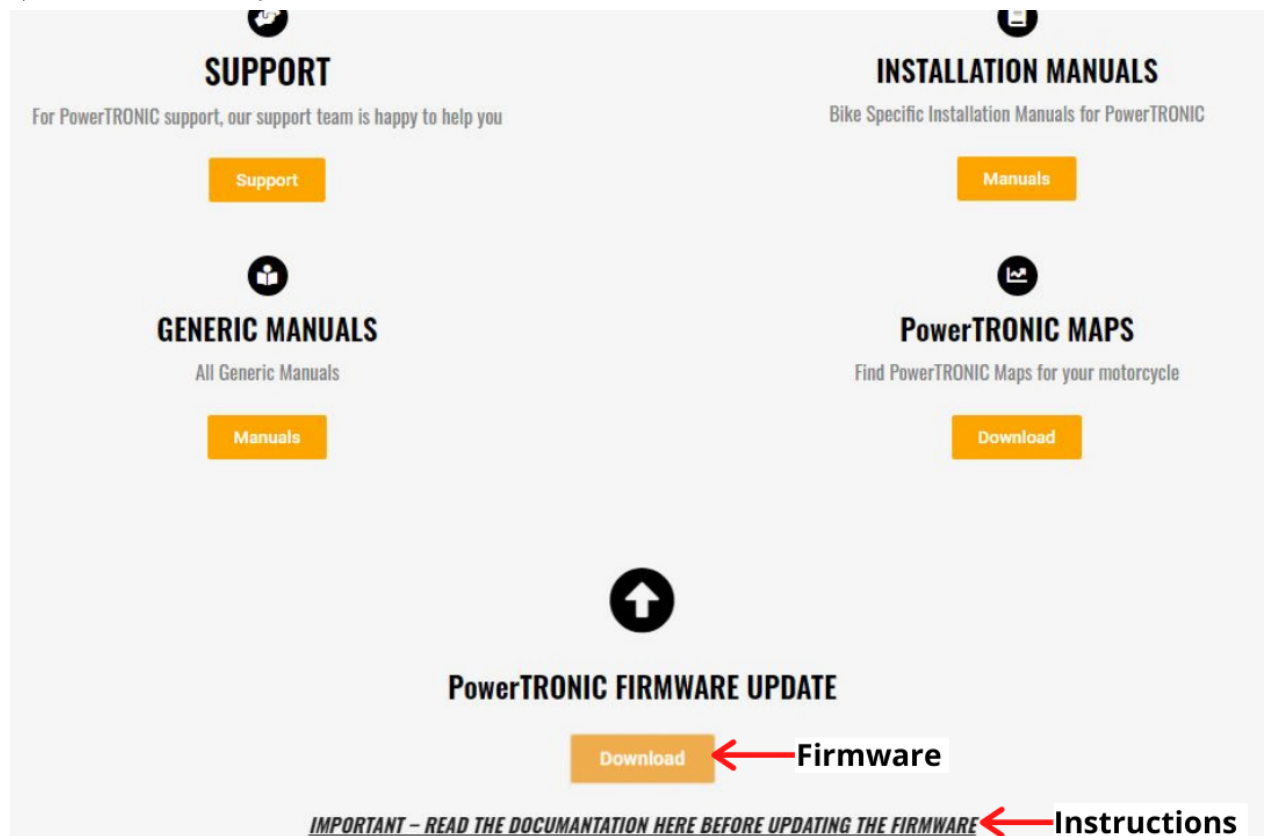 SUPPORT
For PowerTRONIC support, our support team is happy to help you
Support
INSTALLATION MANUALS
Bike Specific Installation Manuals for PowerTRONIC
Manuals
GENERIC MANUALS
All Generic Manuals
Manuals
PowerTRONIC MAPS
Find PowerTRONIC Maps for your motorcycle
Download
PowerTRONIC FIRMWARE UPDATE
Download
Firmware
IMPORTANT – READ THE DOCUMANTATION HERE BEFORE UPDATING THE FIRMWARE
Instructions